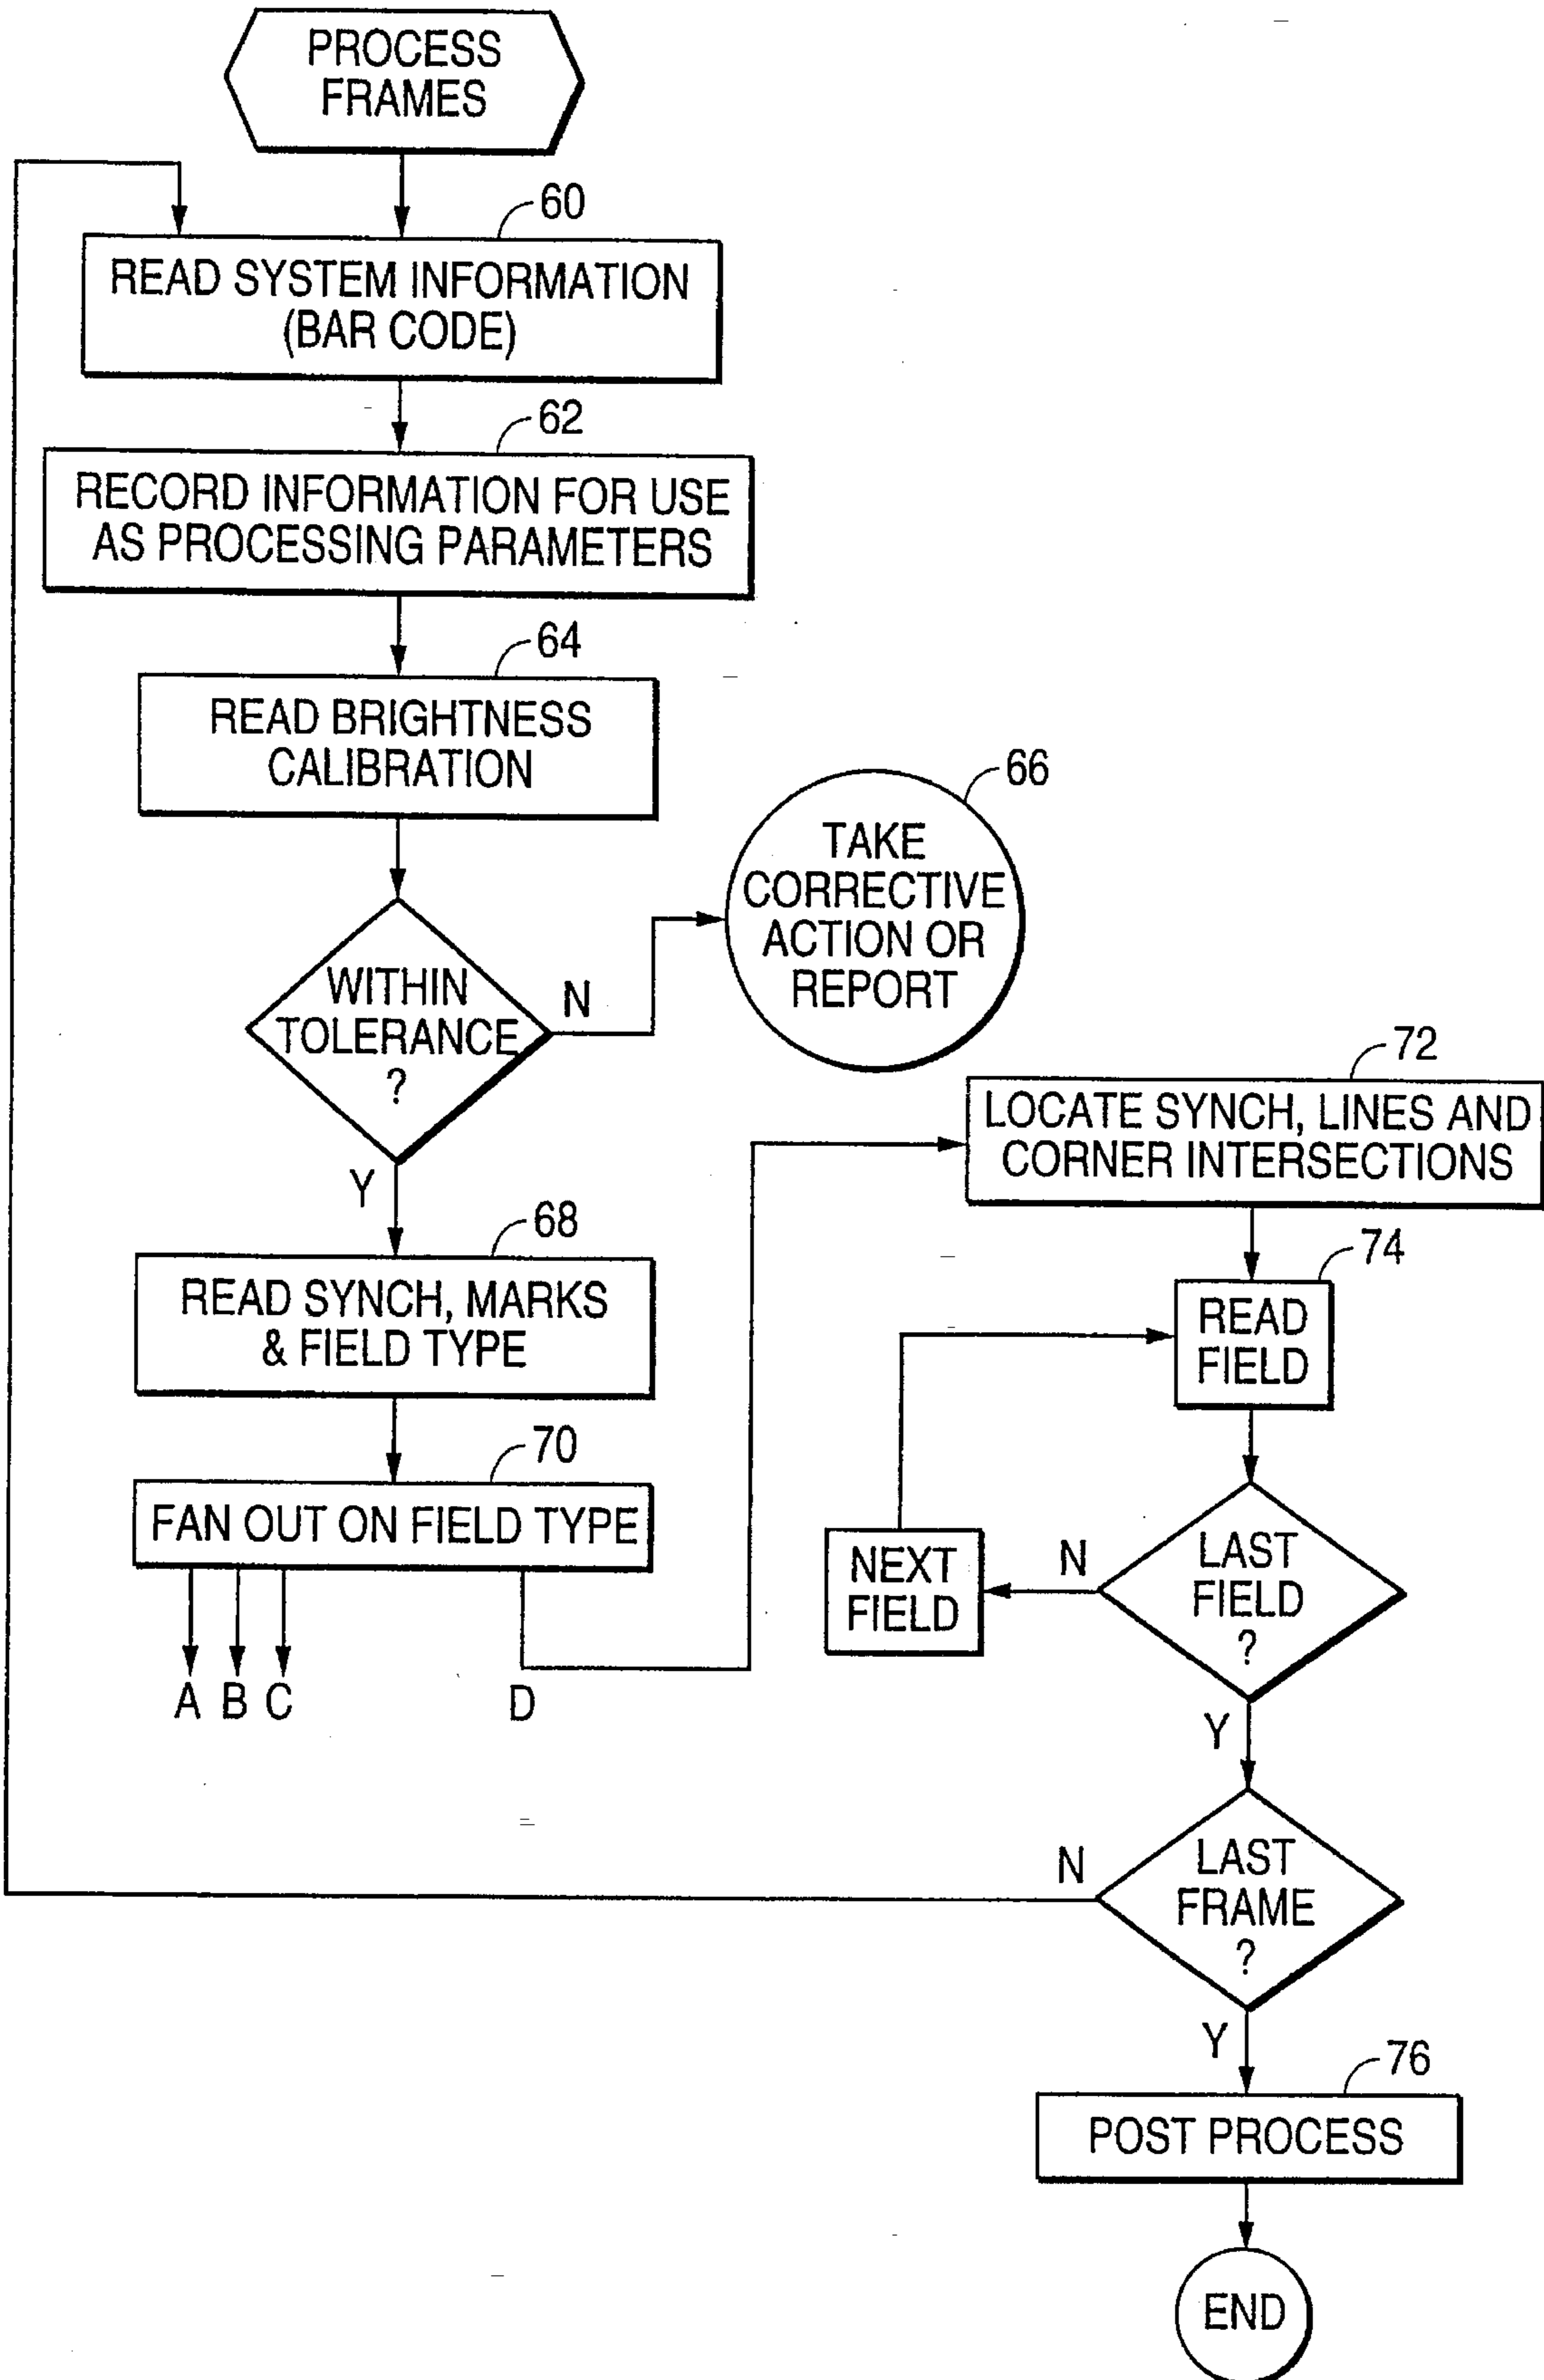 PROCESS
FRAMES
60
READ SYSTEM INFORMATION
(BAR CODE)
62
RECORD INFORMATION FOR USE
AS PROCESSING PARAMETERS
64
READ BRIGHTNESS
CALIBRATION
66
TAKE
CORRECTIVE
ACTION OR
REPORT
WITHIN
TOLERANCE
?
N
Y
68
READ SYNCH, MARKS
& FIELD TYPE
70
FAN OUT ON FIELD TYPE
A B C D
72
LOCATE SYNCH, LINES AND
CORNER INTERSECTIONS
74
READ
FIELD
LAST
FIELD
?
N
NEXT
FIELD
Y
LAST
FRAME
?
N
Y
76
POST PROCESS
END